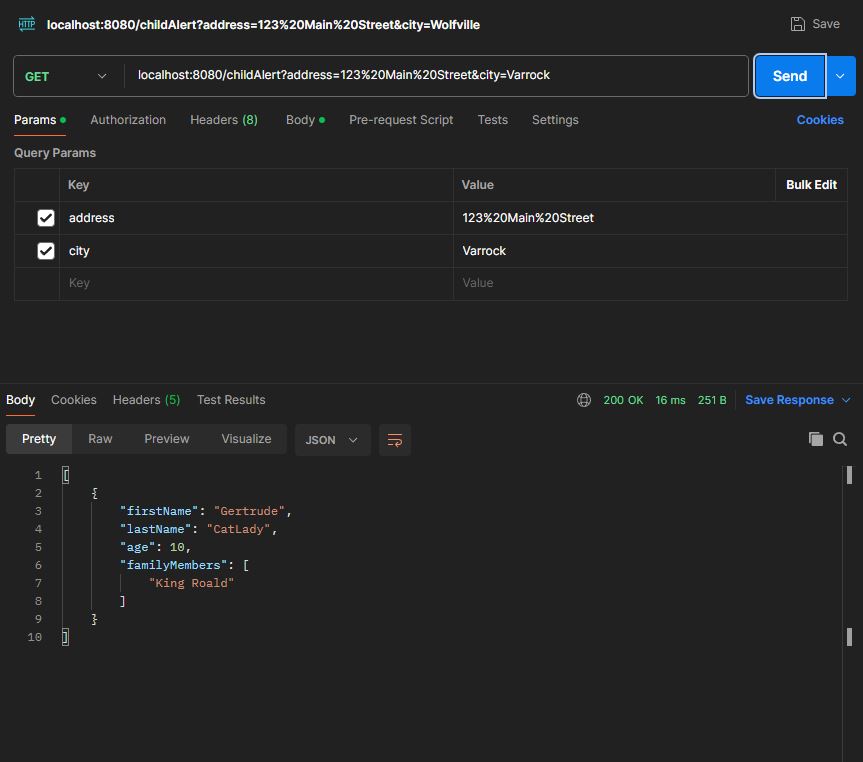 HTTP localhost:8080/childAlert?address=123%20Main%20Street&city=Wolfville Save
GET localhost:8080/childAlert?address=123%20Main%20Street&city=Varrock Send
Params Authorization Headers (8) Body Pre-request Script Tests Settings Cookies
Query Params
Key Value Bulk Edit
address 123%20Main%20Street
city Varrock
Key Value
Body Cookies Headers (5) Test Results 200 OK 16 ms 251 B Save Response
Pretty Raw Preview Visualize JSON
1 [
2 {
3 "firstName": "Gertrude",
4 "lastName": "CatLady",
5 "age": 10,
6 "familyMembers": [
7 "King Roald"
8 ]
9 }
10 ]